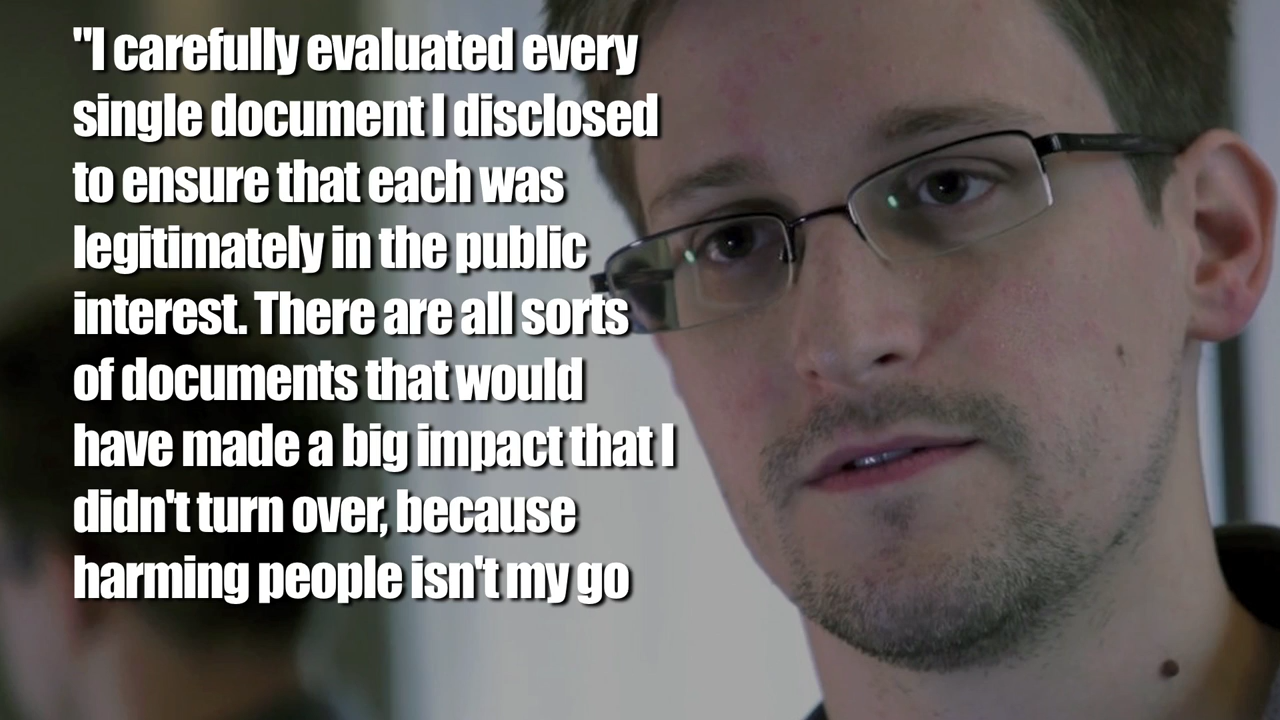 "I carefully evaluated every
single document I disclosed
to ensure that each was
legitimately in the public
interest. There are all sorts
of documents that would
have made a big impact that I
didn't turn over, because
harming people isn't my go